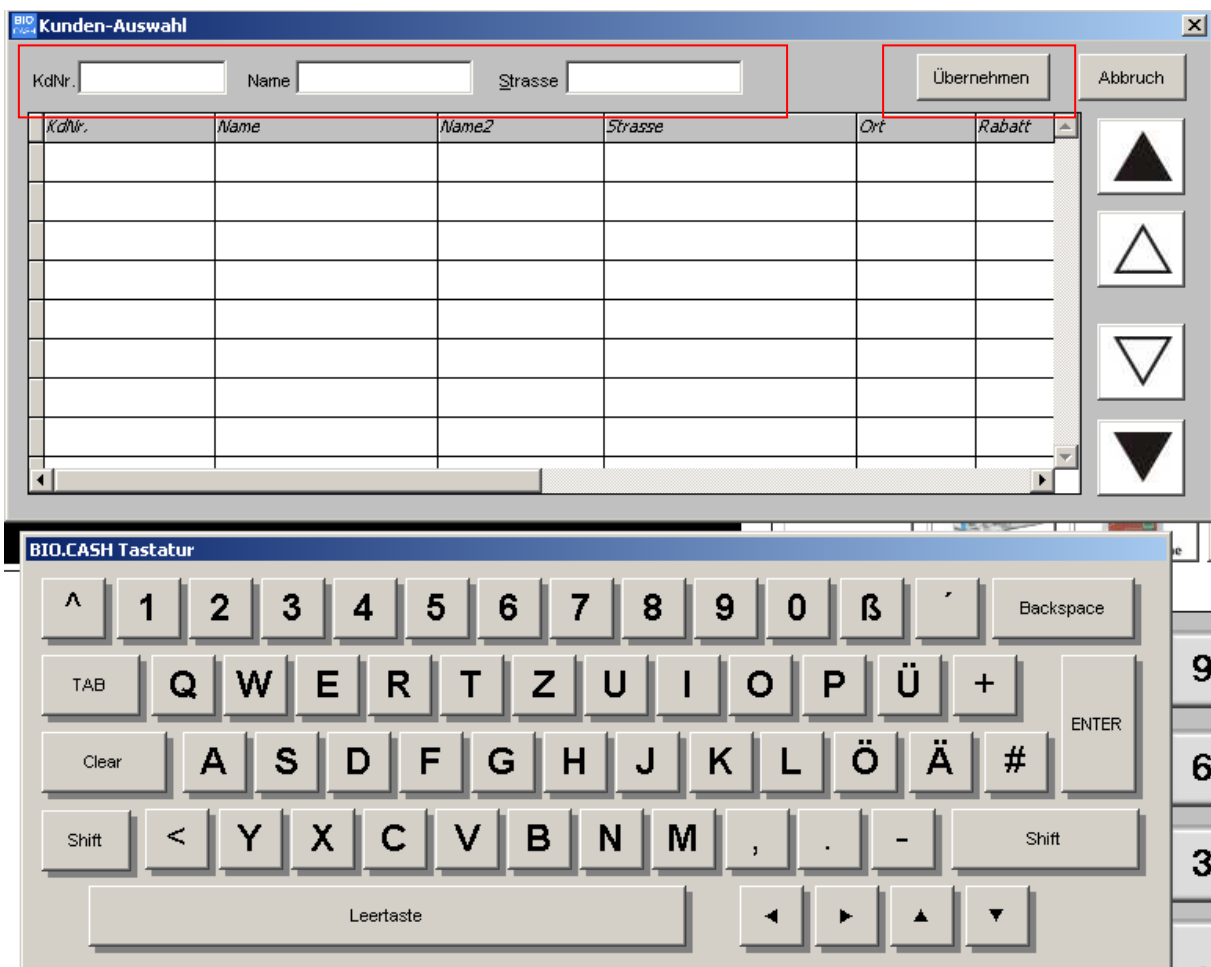 BIO CASH Kunden-Auswahl
KdNr. Name Strasse Übernehmen Abbruch
KdNr. Name Name2 Strasse Ort Rabatt
BIO.CASH Tastatur
^ 1 2 3 4 5 6 7 8 9 0 ß ´ Backspace
TAB Q W E R T Z U I O P Ü + ENTER
9
Clear A S D F G H J K L Ö Ä #
6
Shift < Y X C V B N M , . - Shift
3
Leertaste